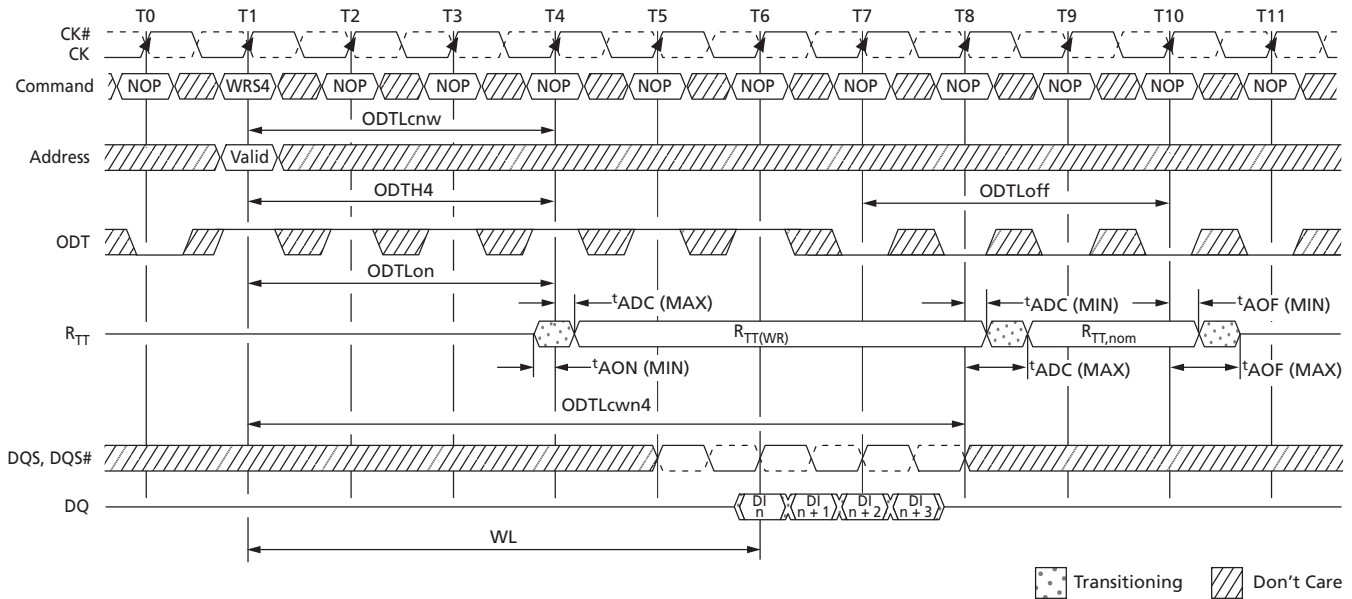 T0 T1 T2 T3 T4 T5 T6 T7 T8 T9 T10 T11
CK#
CK
Command NOP WRS4 NOP NOP NOP NOP NOP NOP NOP NOP NOP NOP
ODTLcnw
Address Valid
ODTH4 ODTLoff
ODT
ODTLon
tADC (MAX) tADC (MIN) tAOF (MIN)
RTT RTT(WR) RTT,nom
tAON (MIN) tADC (MAX) tAOF (MAX)
ODTLcwn4
DQS, DQS#
DQ DI n DI n + 1 DI n + 2 DI n + 3
WL
Transitioning Don't Care